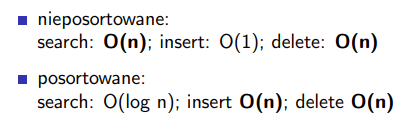 nieposortowane:
search: O(n); insert: O(1); delete: O(n)
posortowane:
search: O(log n); insert O(n); delete O(n)